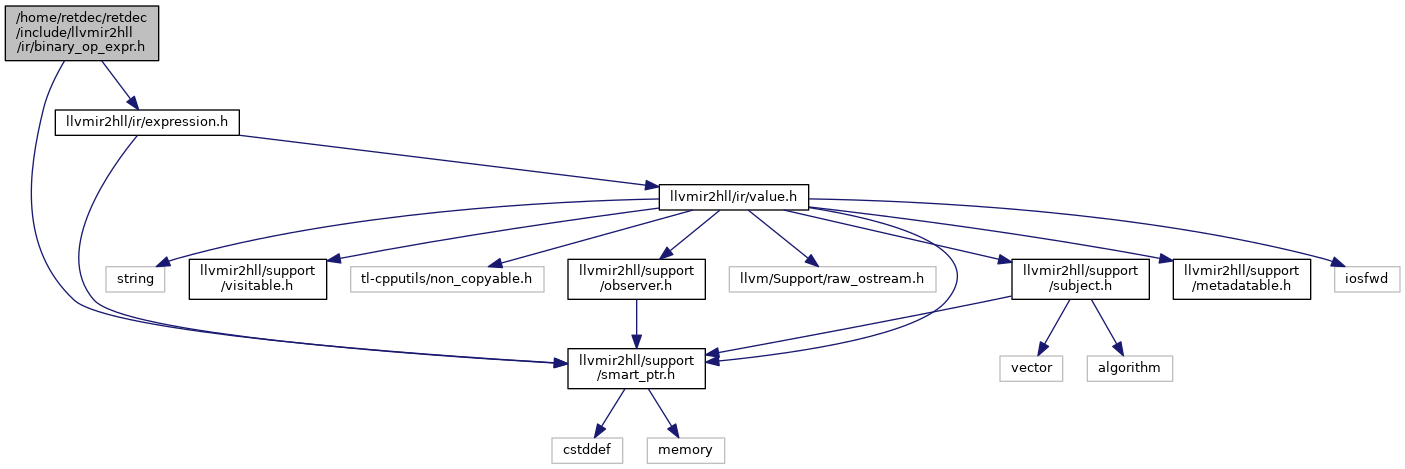 /home/retdec/retdec
/include/llvmir2hll
/ir/binary_op_expr.h
llvmir2hll/ir/expression.h
llvmir2hll/ir/value.h
string
llvmir2hll/support
/visitable.h
tl-cpputils/non_copyable.h
llvmir2hll/support
/observer.h
llvm/Support/raw_ostream.h
llvmir2hll/support
/subject.h
llvmir2hll/support
/metadatable.h
iosfwd
llvmir2hll/support
/smart_ptr.h
vector
algorithm
cstddef
memory